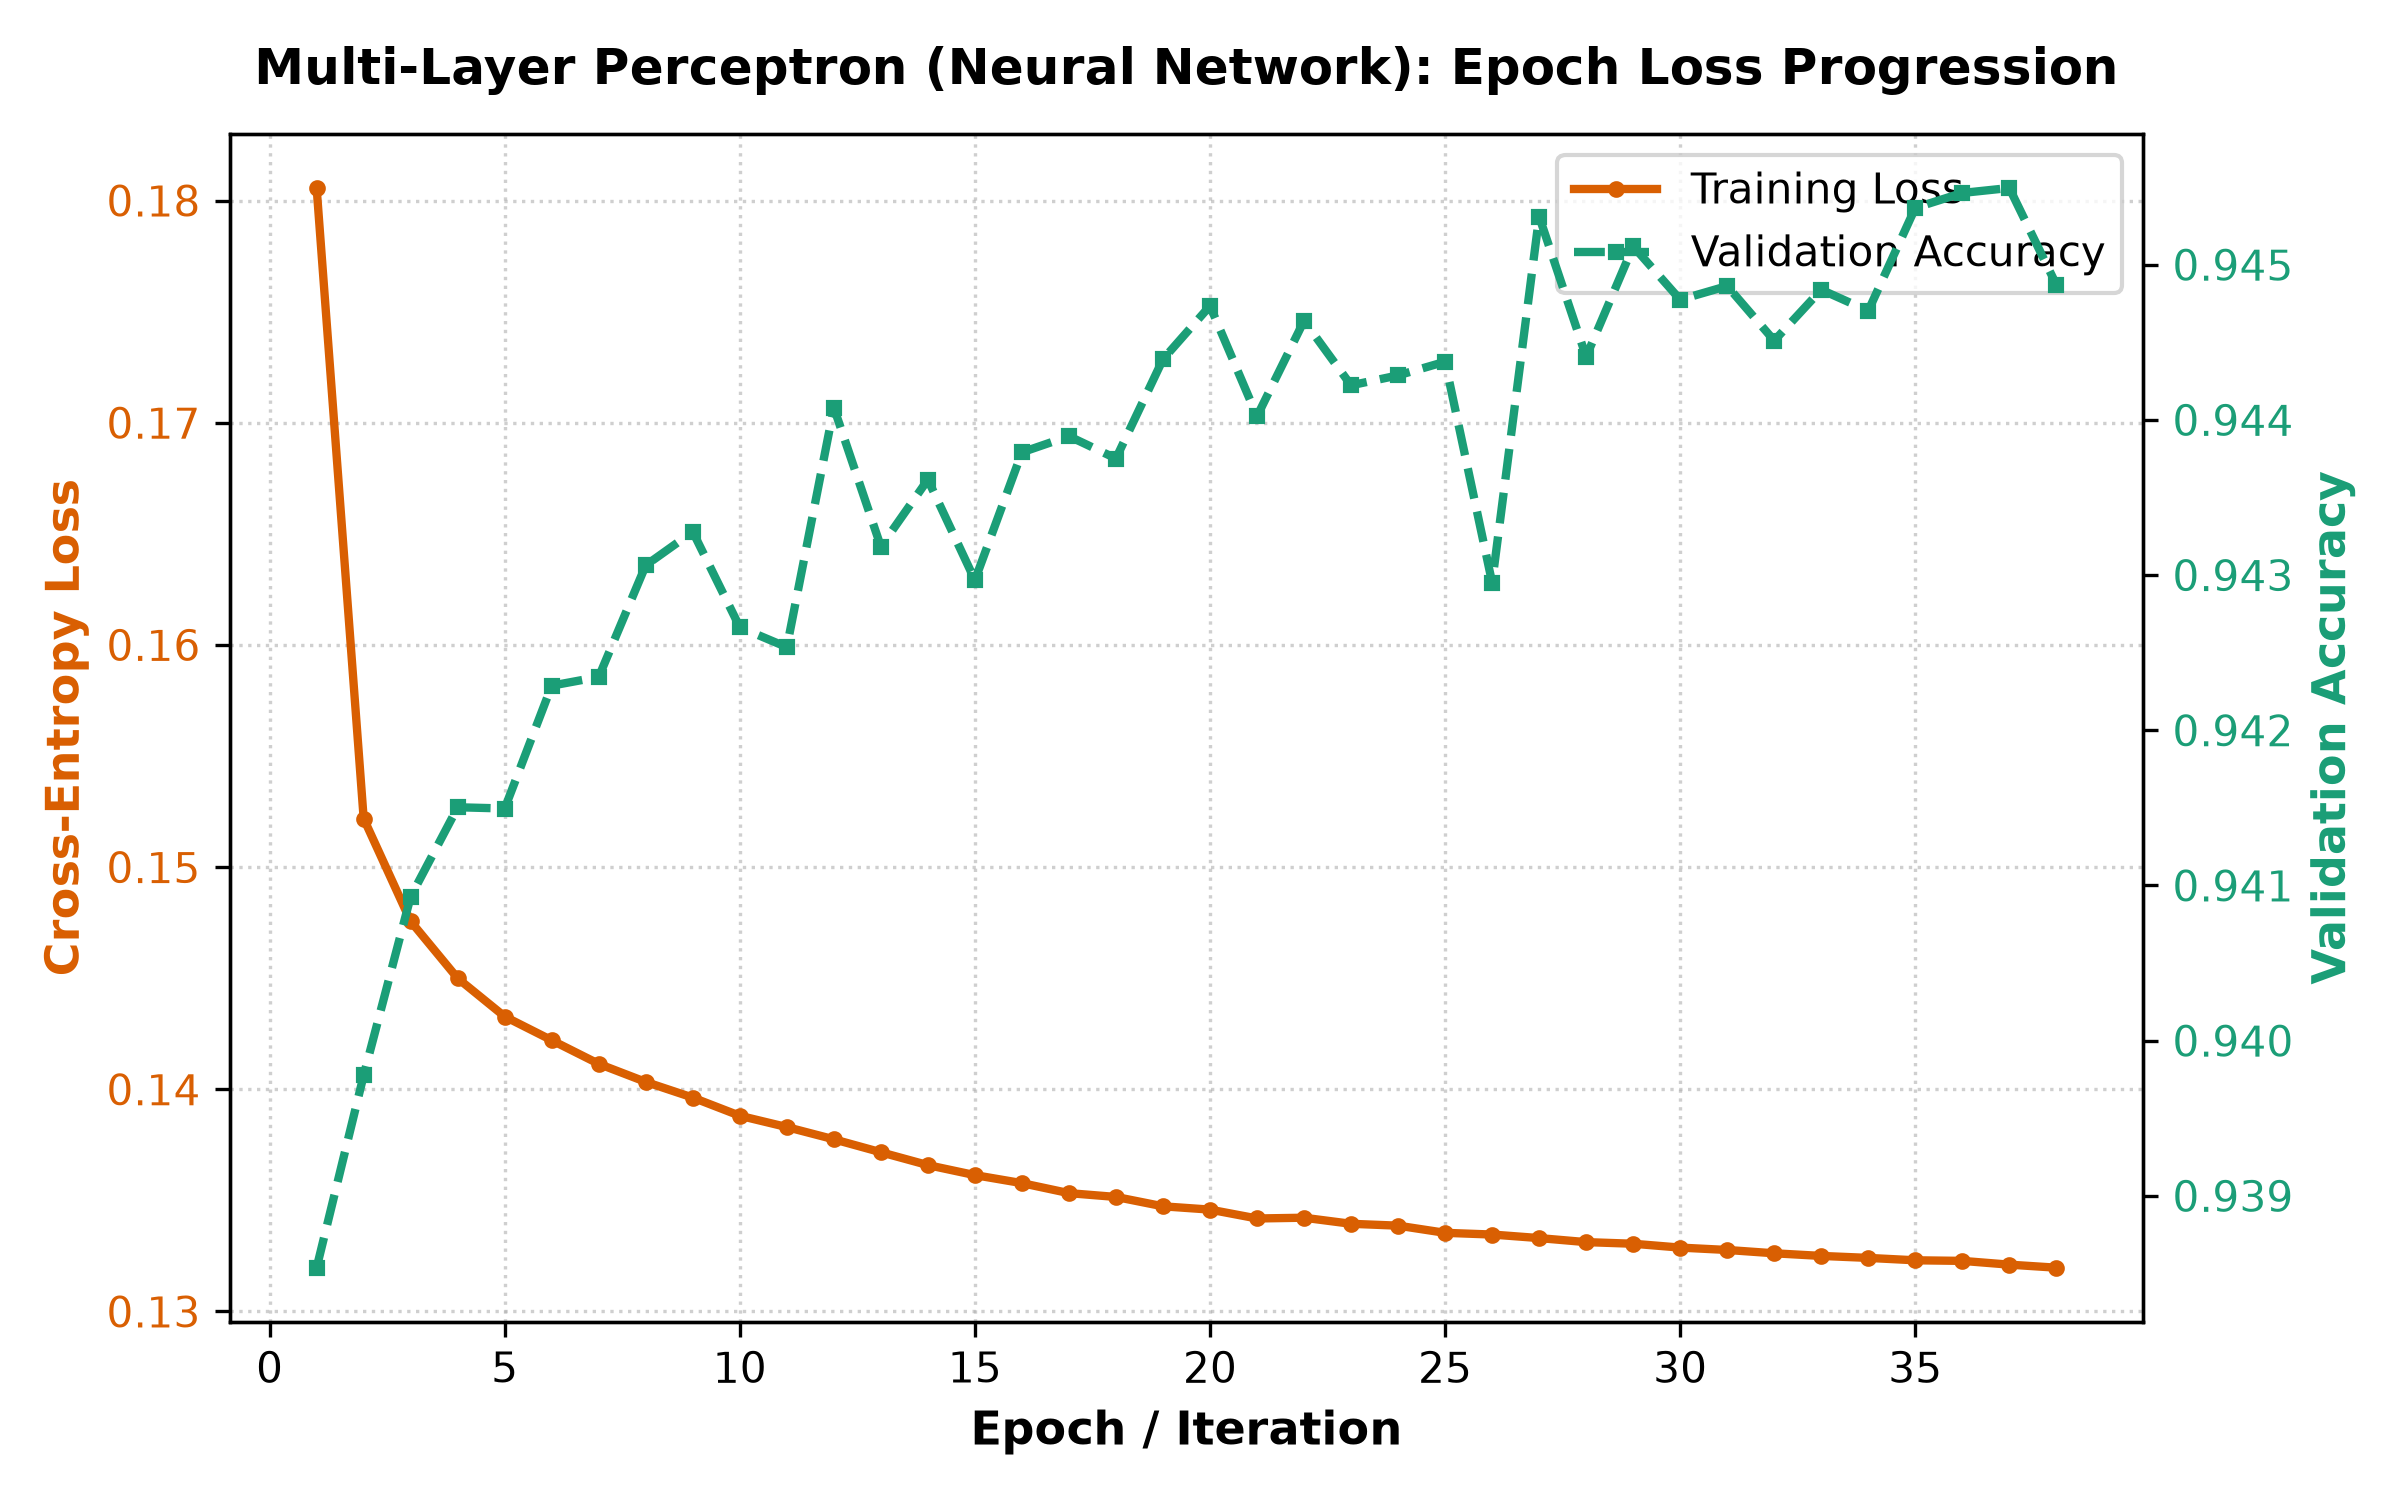 Multi-Layer Perceptron (Neural Network): Epoch Loss Progression
Training Loss
Validation Accuracy
Cross-Entropy Loss
0.18
0.17
0.16
0.15
0.14
0.13
0.945
0.944
0.943
0.942
0.941
0.940
0.939
Validation Accuracy
0 5 10 15 20 25 30 35
Epoch / Iteration